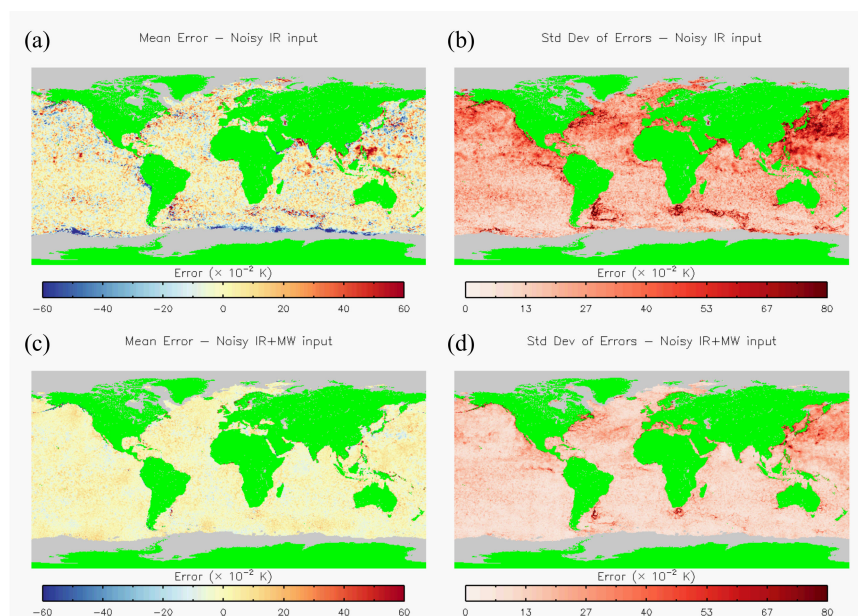 (a) Mean Error – Noisy IR input
(b) Std Dev of Errors – Noisy IR input
Error (× 10⁻² K)
−60 −40 −20 0 20 40 60
Error (× 10⁻² K)
0 13 27 40 53 67 80
(c) Mean Error – Noisy IR+MW input
(d) Std Dev of Errors – Noisy IR+MW input
Error (× 10⁻² K)
−60 −40 −20 0 20 40 60
Error (× 10⁻² K)
0 13 27 40 53 67 80